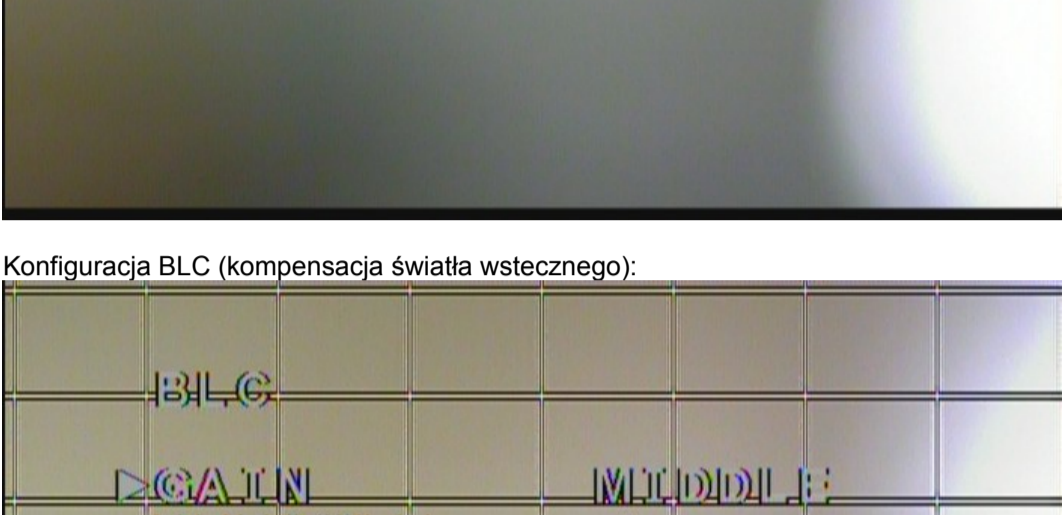 Konfiguracja BLC (kompensacja światła wstecznego):
BLC
▷GAIN MIDDLE